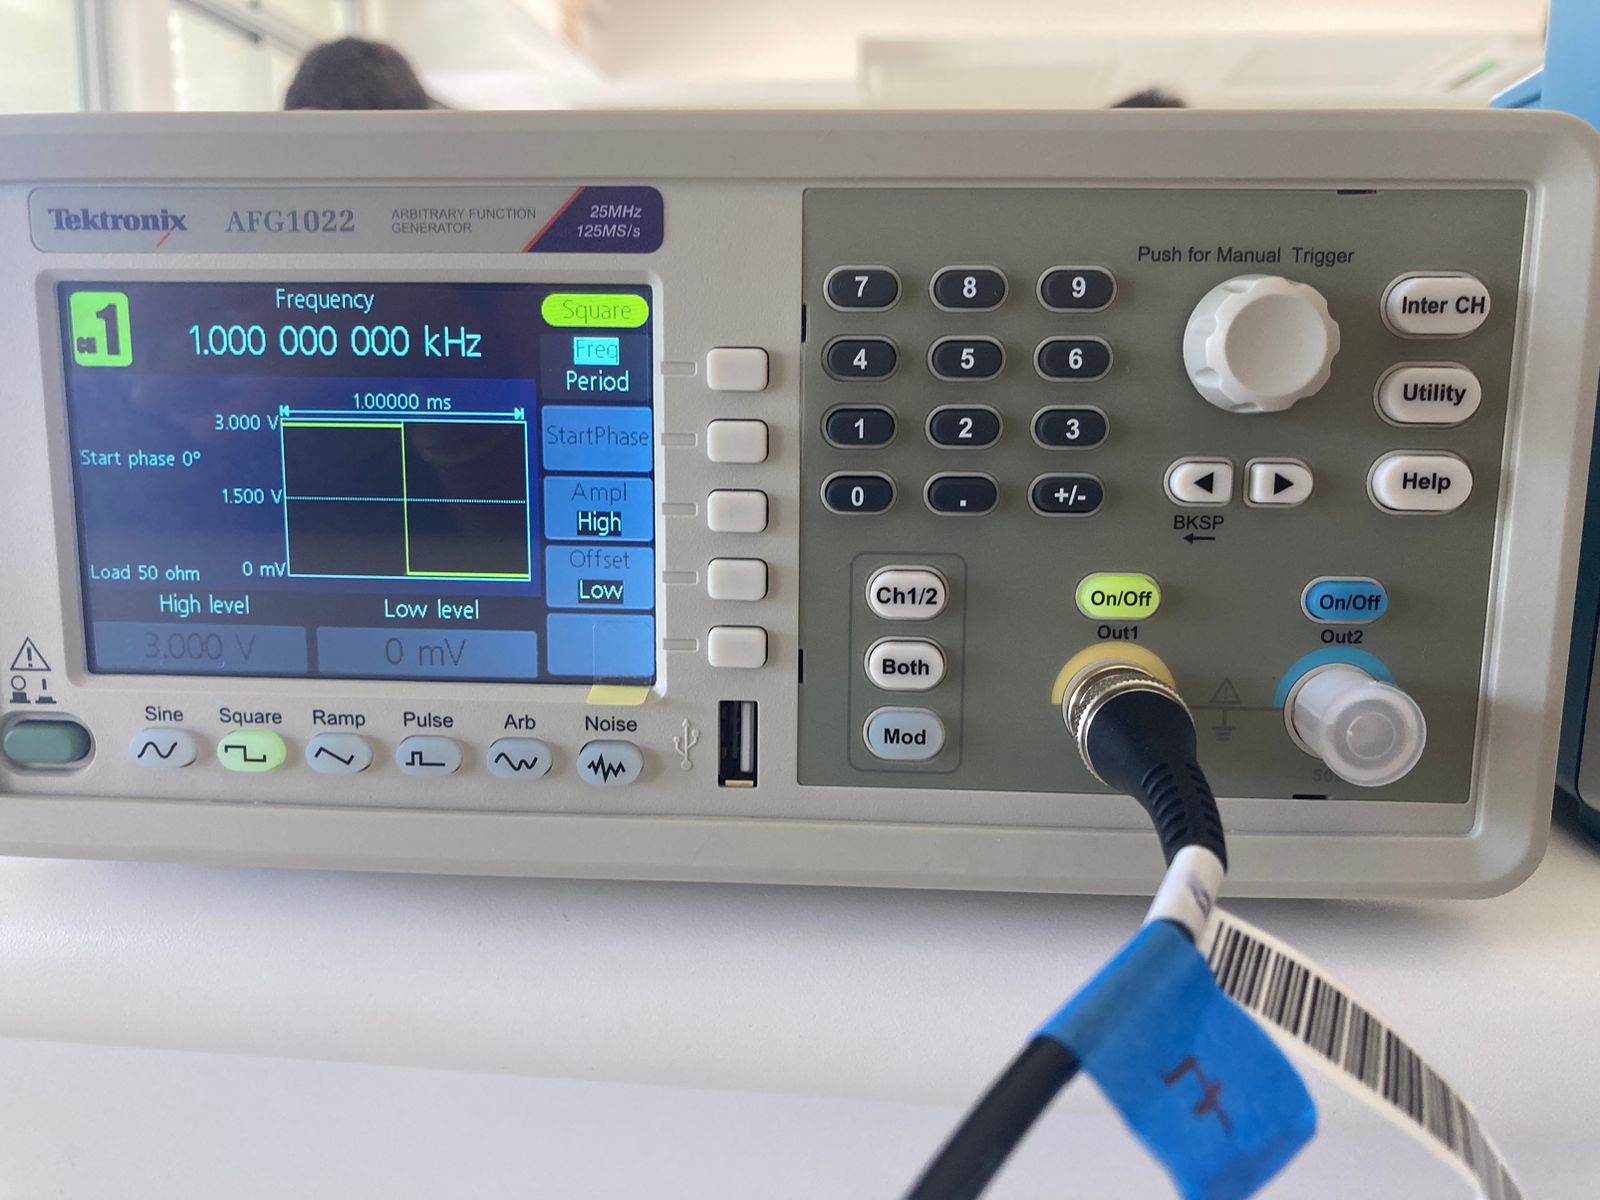 Tektronix AFG1022 ARBITRARY FUNCTION GENERATOR
25MHz
125MS/s
CH1
Frequency
1.000 000 000 kHz
Square
Freq
Period
StartPhase
Ampl
High
Offset
Low
1.00000 ms
3.000 V
Start phase 0°
1.500 V
Load 50 ohm
0 mV
High level
Low level
3.000 V
0 mV
Sine
Square
Ramp
Pulse
Arb
Noise
Push for Manual Trigger
7 8 9
4 5 6
1 2 3
0 . +/-
Inter CH
Utility
Help
BKSP
Ch1/2
Both
Mod
On/Off
Out1
On/Off
Out2